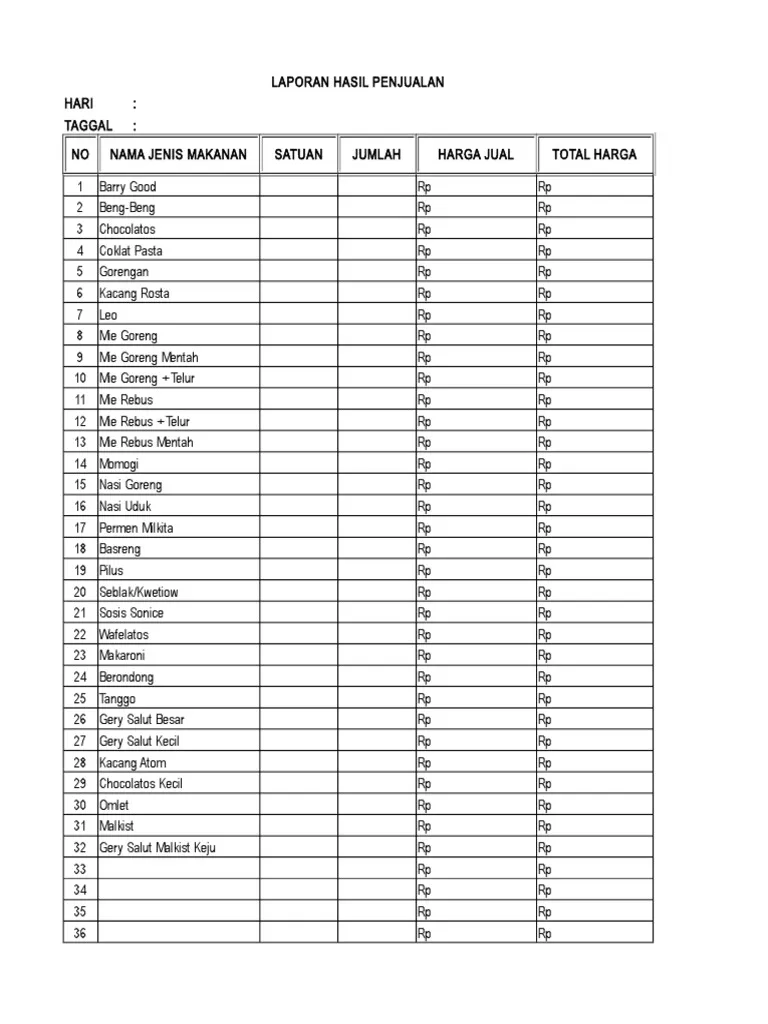 LAPORAN HASIL PENJUALAN
HARI :
TAGGAL :
NO NAMA JENIS MAKANAN SATUAN JUMLAH HARGA JUAL TOTAL HARGA
1 Barry Good Rp Rp
2 Beng-Beng Rp Rp
3 Chocolatos Rp Rp
4 Coklat Pasta Rp Rp
5 Gorengan Rp Rp
6 Kacang Rosta Rp Rp
7 Leo Rp Rp
8 Mie Goreng Rp Rp
9 Mie Goreng Mentah Rp Rp
10 Mie Goreng +Telur Rp Rp
11 Mie Rebus Rp Rp
12 Mie Rebus +Telur Rp Rp
13 Mie Rebus Mentah Rp Rp
14 Momogi Rp Rp
15 Nasi Goreng Rp Rp
16 Nasi Uduk Rp Rp
17 Permen Milkita Rp Rp
18 Basreng Rp Rp
19 Pilus Rp Rp
20 Seblak/Kwetiow Rp Rp
21 Sosis Sonice Rp Rp
22 Wafelatos Rp Rp
23 Makaroni Rp Rp
24 Berondong Rp Rp
25 Tanggo Rp Rp
26 Gery Salut Besar Rp Rp
27 Gery Salut Kecil Rp Rp
28 Kacang Atom Rp Rp
29 Chocolatos Kecil Rp Rp
30 Omlet Rp Rp
31 Malkist Rp Rp
32 Gery Salut Malkist Keju Rp Rp
33 Rp Rp
34 Rp Rp
35 Rp Rp
36 Rp Rp